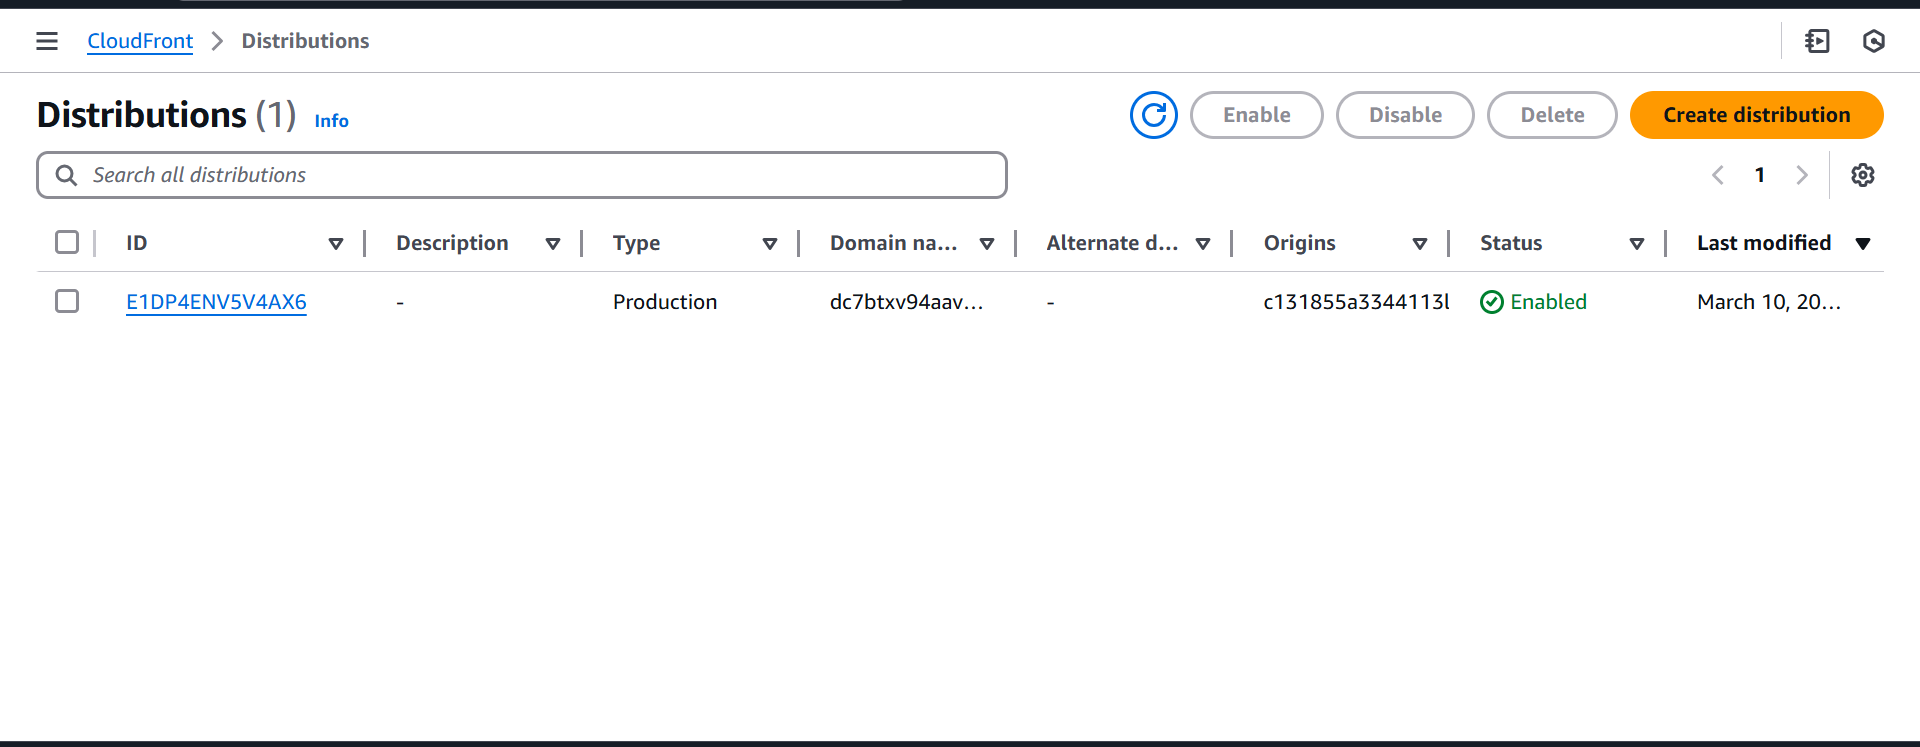 CloudFront > Distributions
Distributions (1) Info
Enable Disable Delete Create distribution
Search all distributions
1
ID Description Type Domain na... Alternate d... Origins Status Last modified
E1DP4ENV5V4AX6 - Production dc7btxv94aav... - c131855a3344113l Enabled March 10, 20...